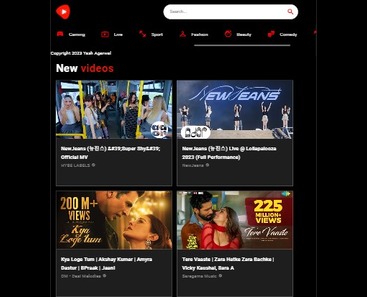 Search...
Gaming Live Sport Fashion Beauty Comedy
Copyright 2023 Yash Agarwal
New videos
NEWJEANS
NewJeans (뉴진스) &#39;Super Shy&#39;
Official MV
HYBE LABELS
NewJeans (뉴진스) Live @ Lollapalooza
2023 (Full Performance)
NewJeans
200 M+
VIEWS
Kya
Loge tum
Kya Loge Tum | Akshay Kumar | Amyra
Dastur | BPraak | Jaani
DM - Desi Melodies
225
MILLION+
VIEWS
Tere Vaaste
Tere Vaaste | Zara Hatke Zara Bachke |
Vicky Kaushal, Sara A
Saregama Music